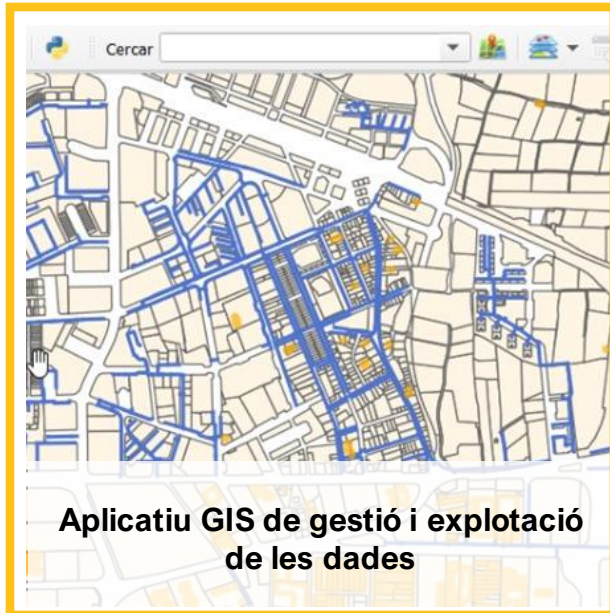 Cercar
Aplicatiu GIS de gestió i explotació
de les dades